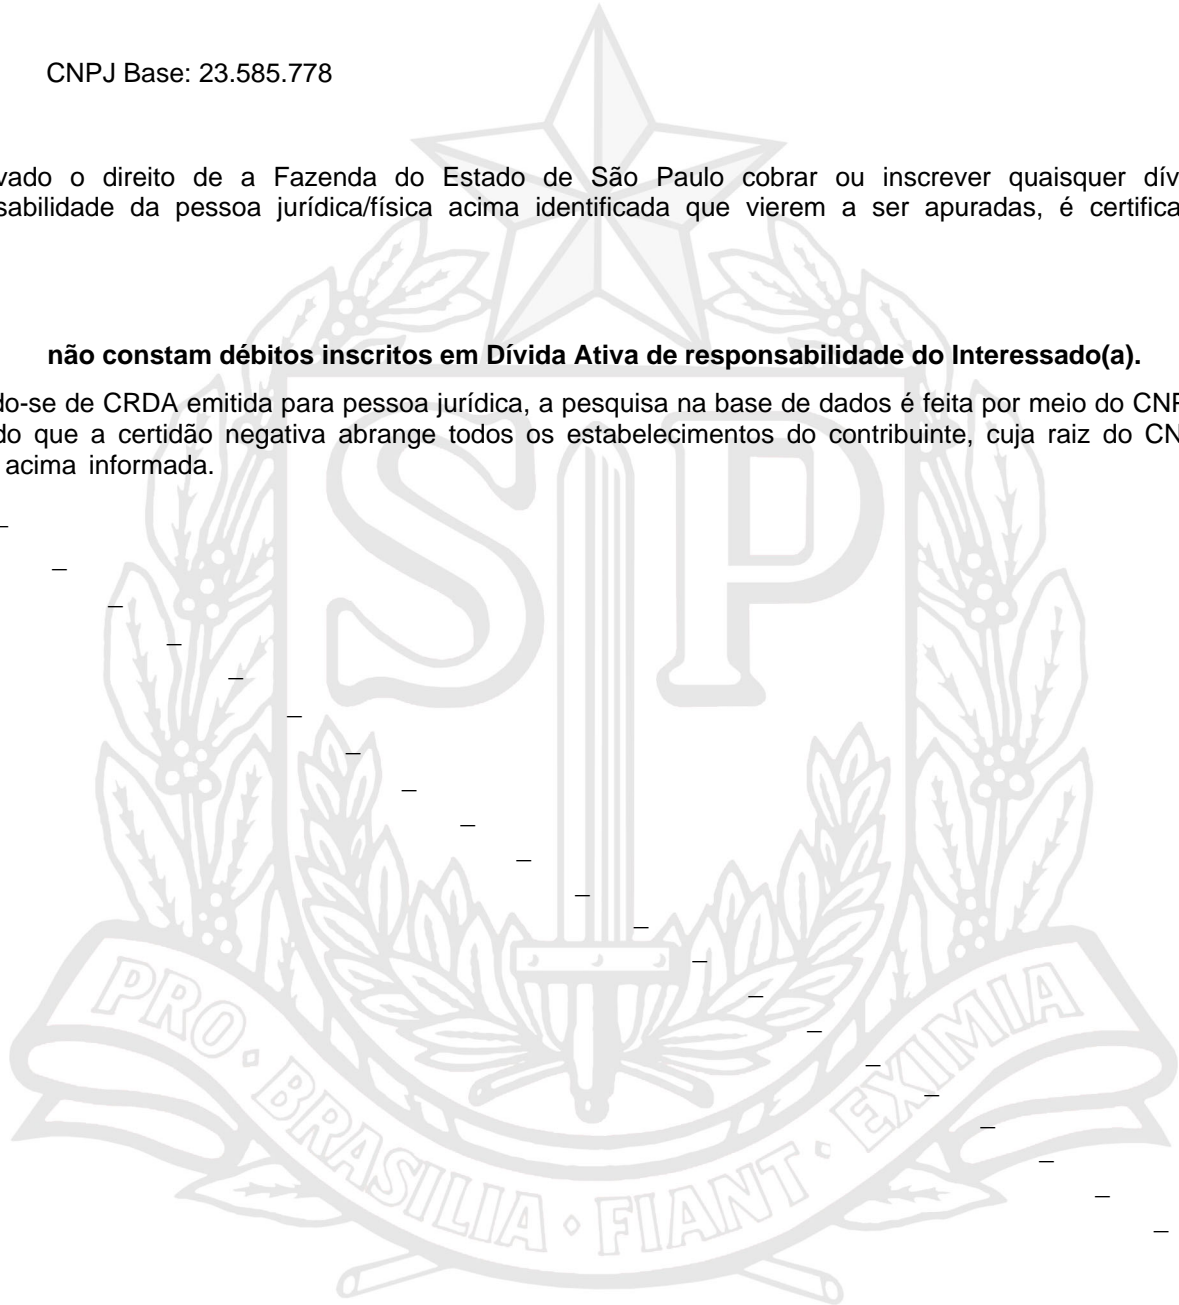 CNPJ Base: 23.585.778
vado o direito de a Fazenda do Estado de São Paulo cobrar ou inscrever quaisquer dív
sabilidade da pessoa jurídica/física acima identificada que vierem a ser apuradas, é certifica
não constam débitos inscritos em Dívida Ativa de responsabilidade do Interessado(a).
do-se de CRDA emitida para pessoa jurídica, a pesquisa na base de dados é feita por meio do CNP
do que a certidão negativa abrange todos os estabelecimentos do contribuinte, cuja raiz do CN
acima informada.
SP
PRO • BRASILIA • FIANT • EXIMIA